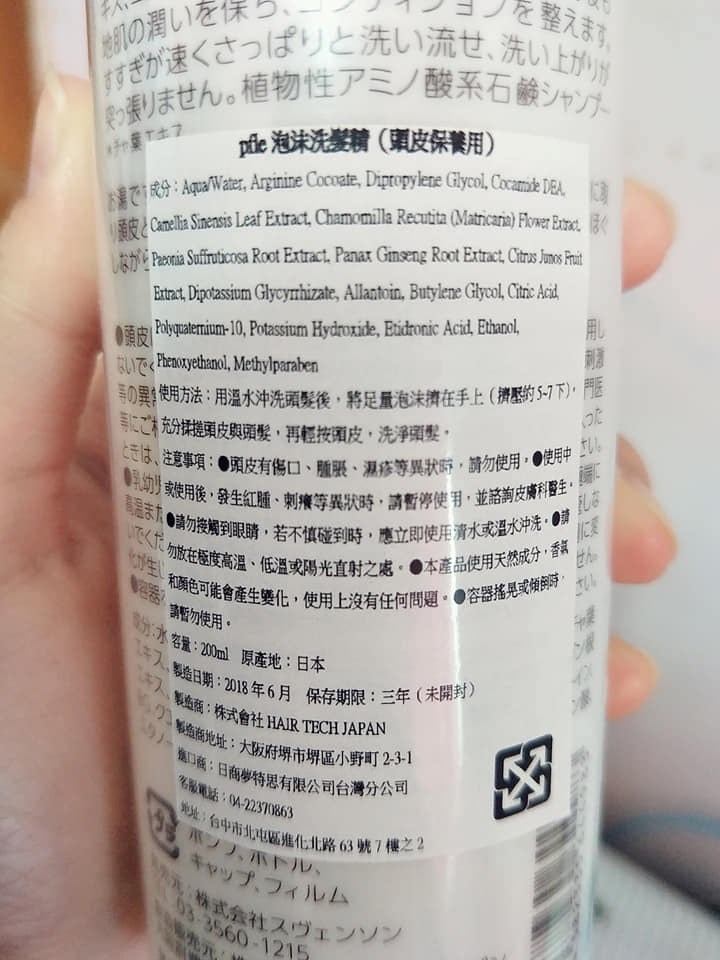 地肌の潤いを保ち、コンディションを整えます。
すすぎが速くさっぱりと洗い流せ、洗い上がりが
突っ張りません。植物性アミノ酸系石鹸シャンプー
*チャ葉エキス
pfle 泡沫洗髮精（頭皮保養用）
成分：Aqua/Water, Arginine Cocoate, Dipropylene Glycol, Cocamide DEA,
Camellia Sinensis Leaf Extract, Chamomilla Recutita (Matricaria) Flower Extract,
Paeonia Suffruticosa Root Extract, Panax Ginseng Root Extract, Citrus Junos Fruit
Extract, Dipotassium Glycyrrhizate, Allantoin, Butylene Glycol, Citric Acid,
Polyquaternium-10, Potassium Hydroxide, Etidronic Acid, Ethanol,
Phenoxyethanol, Methylparaben
使用方法：用溫水沖洗頭髮後，將足量泡沫擠在手上（擠壓約 5~7 下），
充分揉搓頭皮與頭髮，再輕按頭皮，洗淨頭髮。
注意事項：●頭皮有傷口、腫脹、濕疹等異狀時，請勿使用。●使用中
或使用後，發生紅腫、刺癢等異狀時，請暫停使用，並諮詢皮膚科醫生。
●請勿接觸到眼睛，若不慎碰到時，應立即使用清水或溫水沖洗。●請
勿放在極度高溫、低溫或陽光直射之處。●本產品使用天然成分，香氣
和顏色可能會產生變化，使用上沒有任何問題。●容器搖晃或傾倒時，
請暫勿使用。
容量：200ml 原產地：日本
製造日期：2018 年 6 月 保存期限：三年（未開封）
製造商：株式會社 HAIR TECH JAPAN
製造商地址：大阪府堺市堺區小野町 2-3-1
進口商：日商夢特思有限公司台灣分公司
客服電話：04-22370863
地址：台中市北屯區進化北路 63 號 7 樓之 2
ポンプ、ボトル、
キャップ、フィルム
発売元：株式会社スヴェンソン
03-3560-1215